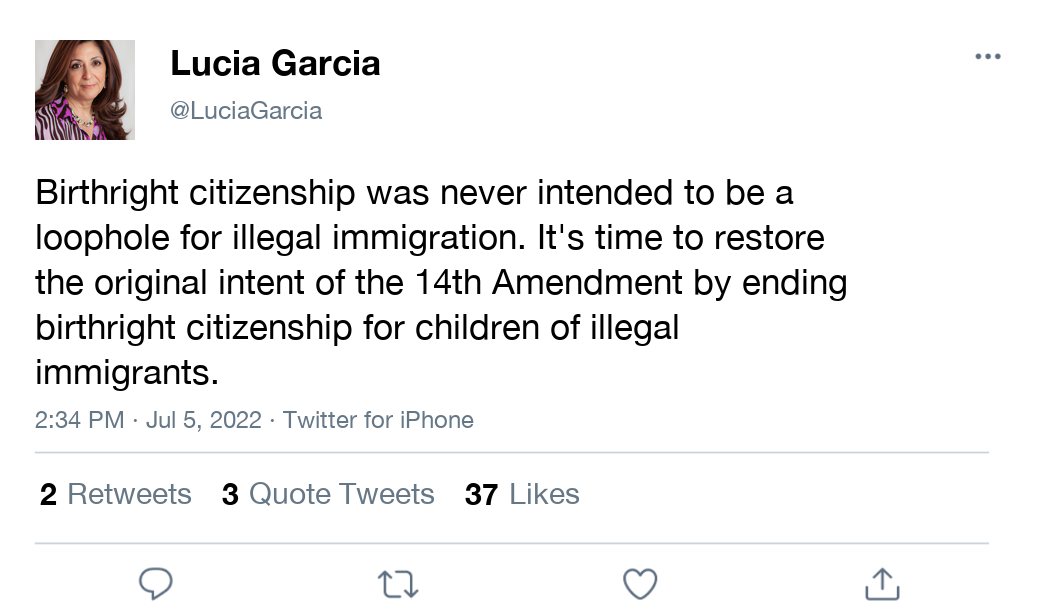 Lucia Garcia
@LuciaGarcia
Birthright citizenship was never intended to be a
loophole for illegal immigration. It's time to restore
the original intent of the 14th Amendment by ending
birthright citizenship for children of illegal
immigrants.
2:34 PM · Jul 5, 2022 · Twitter for iPhone
2 Retweets 3 Quote Tweets 37 Likes